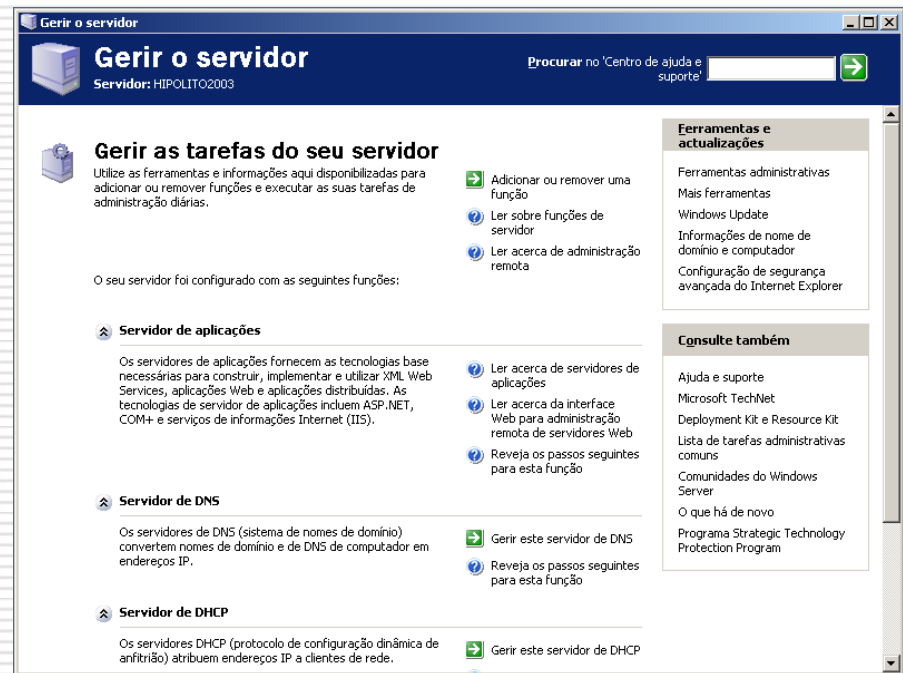 Gerir o servidor
Gerir o servidor
Servidor: HIPOLITO2003
Procurar no 'Centro de ajuda e
suporte'
Gerir as tarefas do seu servidor
Utilize as ferramentas e informações aqui disponibilizadas para
adicionar ou remover funções e executar as suas tarefas de
administração diárias.
Adicionar ou remover uma
função
Ler sobre funções de
servidor
Ler acerca de administração
remota
O seu servidor foi configurado com as seguintes funções:
Servidor de aplicações
Os servidores de aplicações fornecem as tecnologias base
necessárias para construir, implementar e utilizar XML Web
Services, aplicações Web e aplicações distribuídas. As
tecnologias de servidor de aplicações incluem ASP.NET,
COM+ e serviços de informações Internet (IIS).
Ler acerca de servidores de
aplicações
Ler acerca da interface
Web para administração
remota de servidores Web
Reveja os passos seguintes
para esta função
Servidor de DNS
Os servidores de DNS (sistema de nomes de domínio)
convertem nomes de domínio e de DNS de computador em
endereços IP.
Gerir este servidor de DNS
Reveja os passos seguintes
para esta função
Servidor de DHCP
Os servidores DHCP (protocolo de configuração dinâmica de
anfitrião) atribuem endereços IP a clientes de rede.
Gerir este servidor de DHCP
Ferramentas e
actualizações
Ferramentas administrativas
Mais ferramentas
Windows Update
Informações de nome de
domínio e computador
Configuração de segurança
avançada do Internet Explorer
Consulte também
Ajuda e suporte
Microsoft TechNet
Deployment Kit e Resource Kit
Lista de tarefas administrativas
comuns
Comunidades do Windows
Server
O que há de novo
Programa Strategic Technology
Protection Program